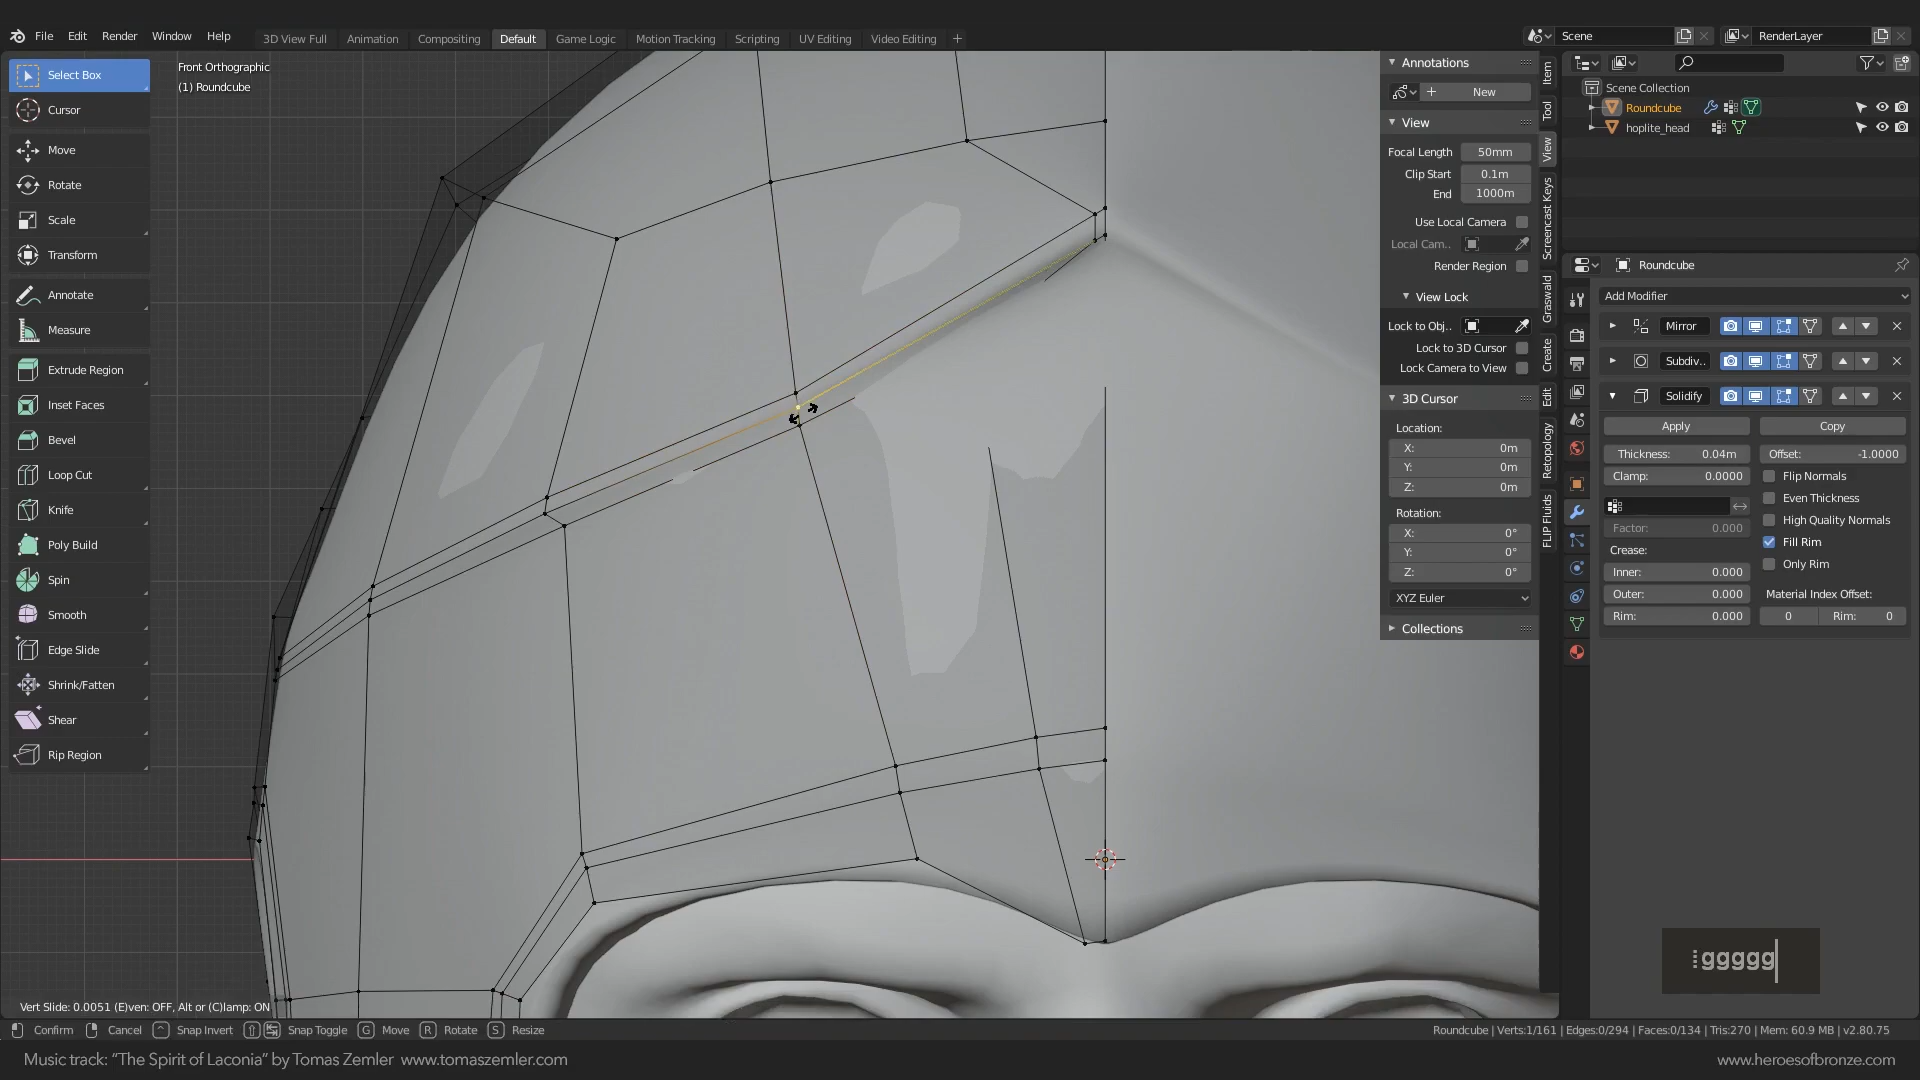 File Edit Render Window Help 3D View Full Animation Compositing Default Game Logic Motion Tracking Scripting UV Editing Video Editing + Scene RenderLayer
Select Box
Cursor
Move
Rotate
Scale
Transform
Annotate
Measure
Extrude Region
Inset Faces
Bevel
Loop Cut
Knife
Poly Build
Spin
Smooth
Edge Slide
Shrink/Fatten
Shear
Rip Region
Front Orthographic
(1) Roundcube
Annotations
+ New
View
Focal Length 50mm
Clip Start 0.1m
End 1000m
Use Local Camera
Local Cam..
Render Region
View Lock
Lock to Obj..
Lock to 3D Cursor
Lock Camera to View
3D Cursor
Location:
X: 0m
Y: 0m
Z: 0m
Rotation:
X: 0°
Y: 0°
Z: 0°
XYZ Euler
Collections
Item
Tool
View
Screencast Keys
Graswald
Create
Edit
Retopology
FLIP Fluids
Scene Collection
Roundcube
hoplite_head
Roundcube
Add Modifier
Mirror
Subdiv..
Solidify
Apply Copy
Thickness: 0.04m Offset: -1.0000
Clamp: 0.0000 Flip Normals
Even Thickness
High Quality Normals
Factor: 0.000
Fill Rim
Crease:
Only Rim
Inner: 0.000
Outer: 0.000 Material Index Offset:
Rim: 0.000 0 Rim: 0
ggggg
Vert Slide: 0.0051 (E)ven: OFF, Alt or (C)lamp: ON
Confirm Cancel ^ Snap Invert Snap Toggle G Move R Rotate S Resize
Roundcube | Verts:1/161 | Edges:0/294 | Faces:0/134 | Tris:270 | Mem: 60.9 MB | v2.80.75
Music track: “The Spirit of Laconia” by Tomas Zemler www.tomaszemler.com
www.heroesofbronze.com